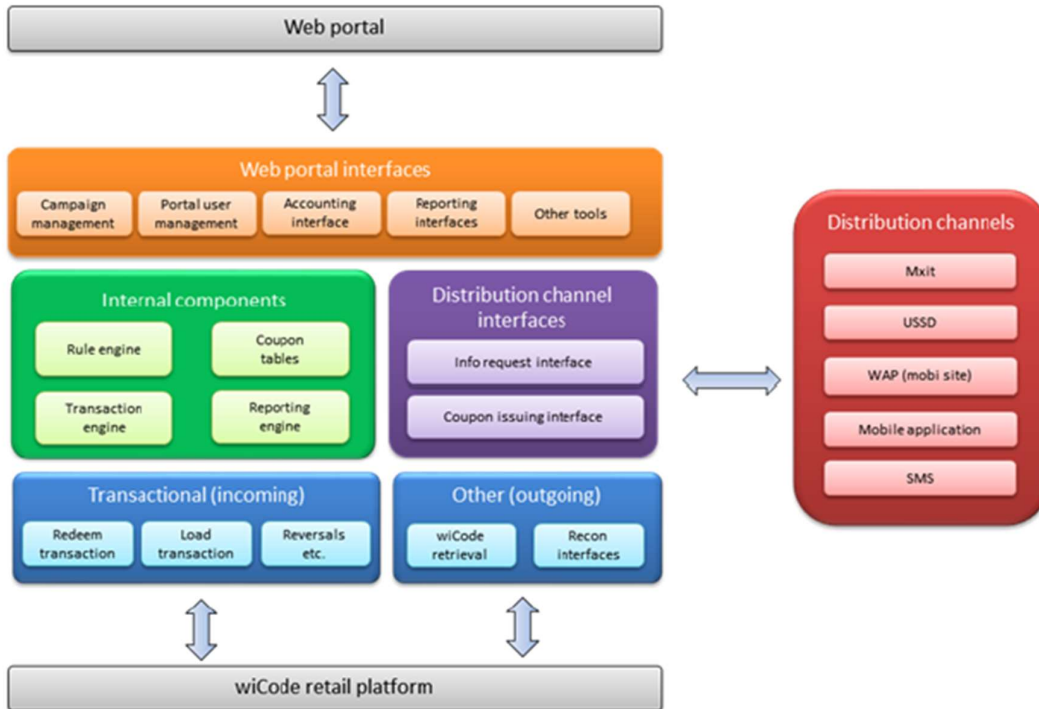 Web portal
Web portal interfaces
Campaign
management
Portal user
management
Accounting
interface
Reporting
interfaces
Other tools
Internal components
Rule engine
Coupon
tables
Transaction
engine
Reporting
engine
Distribution channel
interfaces
Info request interface
Coupon issuing interface
Distribution channels
Mxit
USSD
WAP (mobi site)
Mobile application
SMS
Transactional (incoming)
Redeem
transaction
Load
transaction
Reversals
etc.
Other (outgoing)
wiCode
retrieval
Recon
interfaces
wiCode retail platform